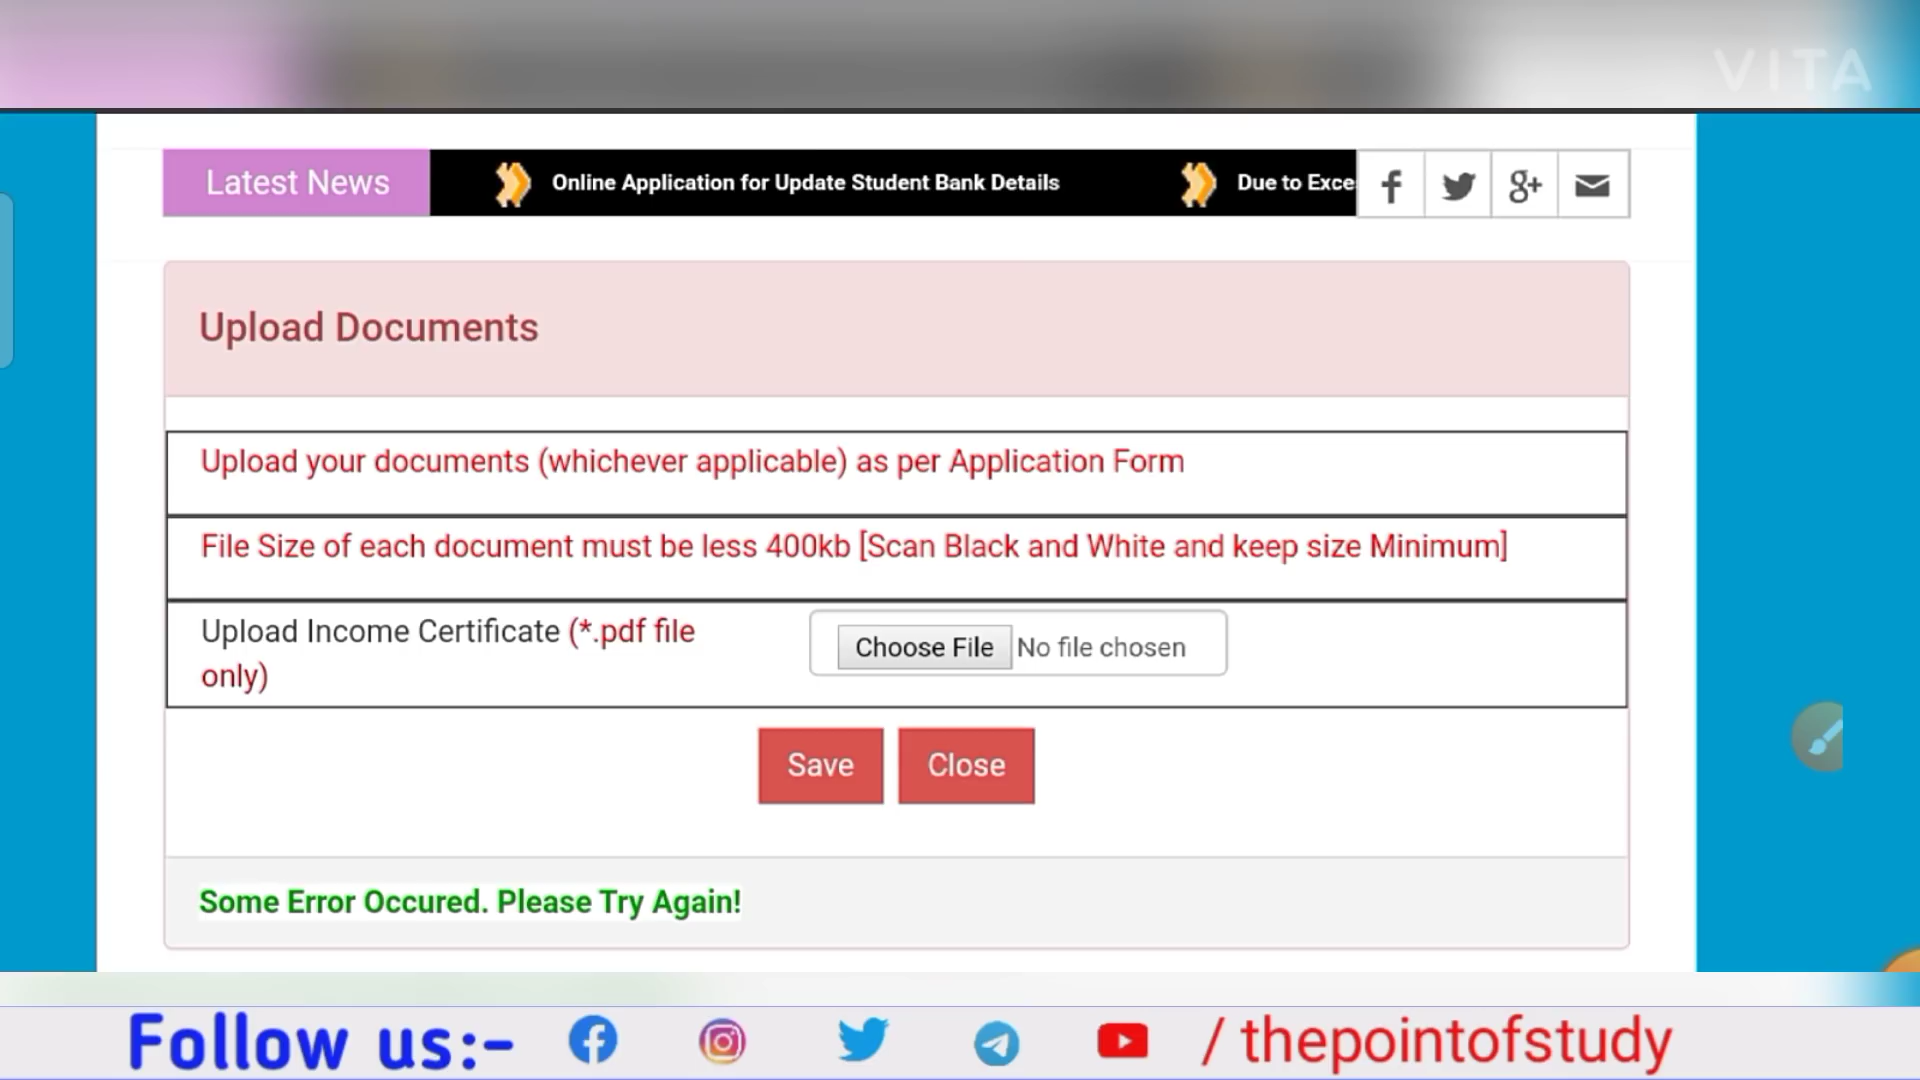 VITA
Latest News
Online Application for Update Student Bank Details
Due to Exce
Upload Documents
Upload your documents (whichever applicable) as per Application Form
File Size of each document must be less 400kb [Scan Black and White and keep size Minimum]
Upload Income Certificate (*.pdf file
only)
Choose File No file chosen
Save Close
Some Error Occured. Please Try Again!
Follow us:- / thepointofstudy